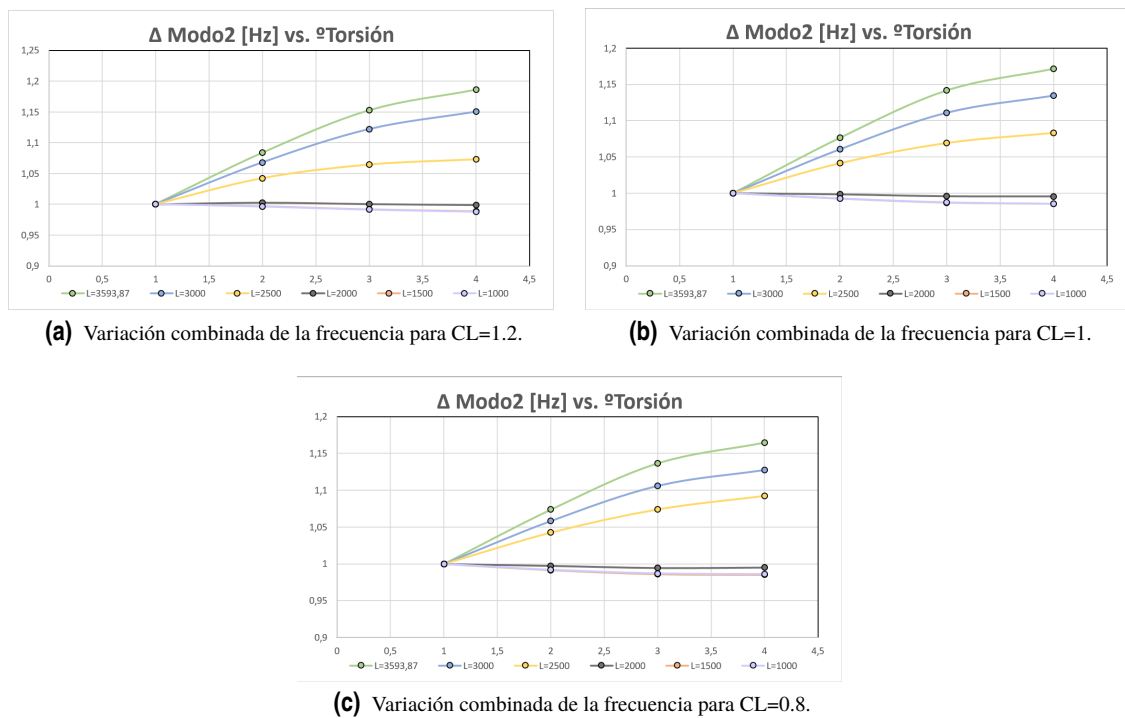 Δ Modo2 [Hz] vs. ºTorsión
1,25
1,2
1,15
1,1
1,05
1
0,95
0,9
0 0,5 1 1,5 2 2,5 3 3,5 4 4,5
L=3593,87 L=3000 L=2500 L=2000 L=1500 L=1000
(a) Variación combinada de la frecuencia para CL=1.2.
Δ Modo2 [Hz] vs. ºTorsión
1,2
1,15
1,1
1,05
1
0,95
0,9
0 0,5 1 1,5 2 2,5 3 3,5 4 4,5
L=3593,87 L=3000 L=2500 L=2000 L=1500 L=1000
(b) Variación combinada de la frecuencia para CL=1.
Δ Modo2 [Hz] vs. ºTorsión
1,2
1,15
1,1
1,05
1
0,95
0,9
0 0,5 1 1,5 2 2,5 3 3,5 4 4,5
L=3593,87 L=3000 L=2500 L=2000 L=1500 L=1000
(c) Variación combinada de la frecuencia para CL=0.8.